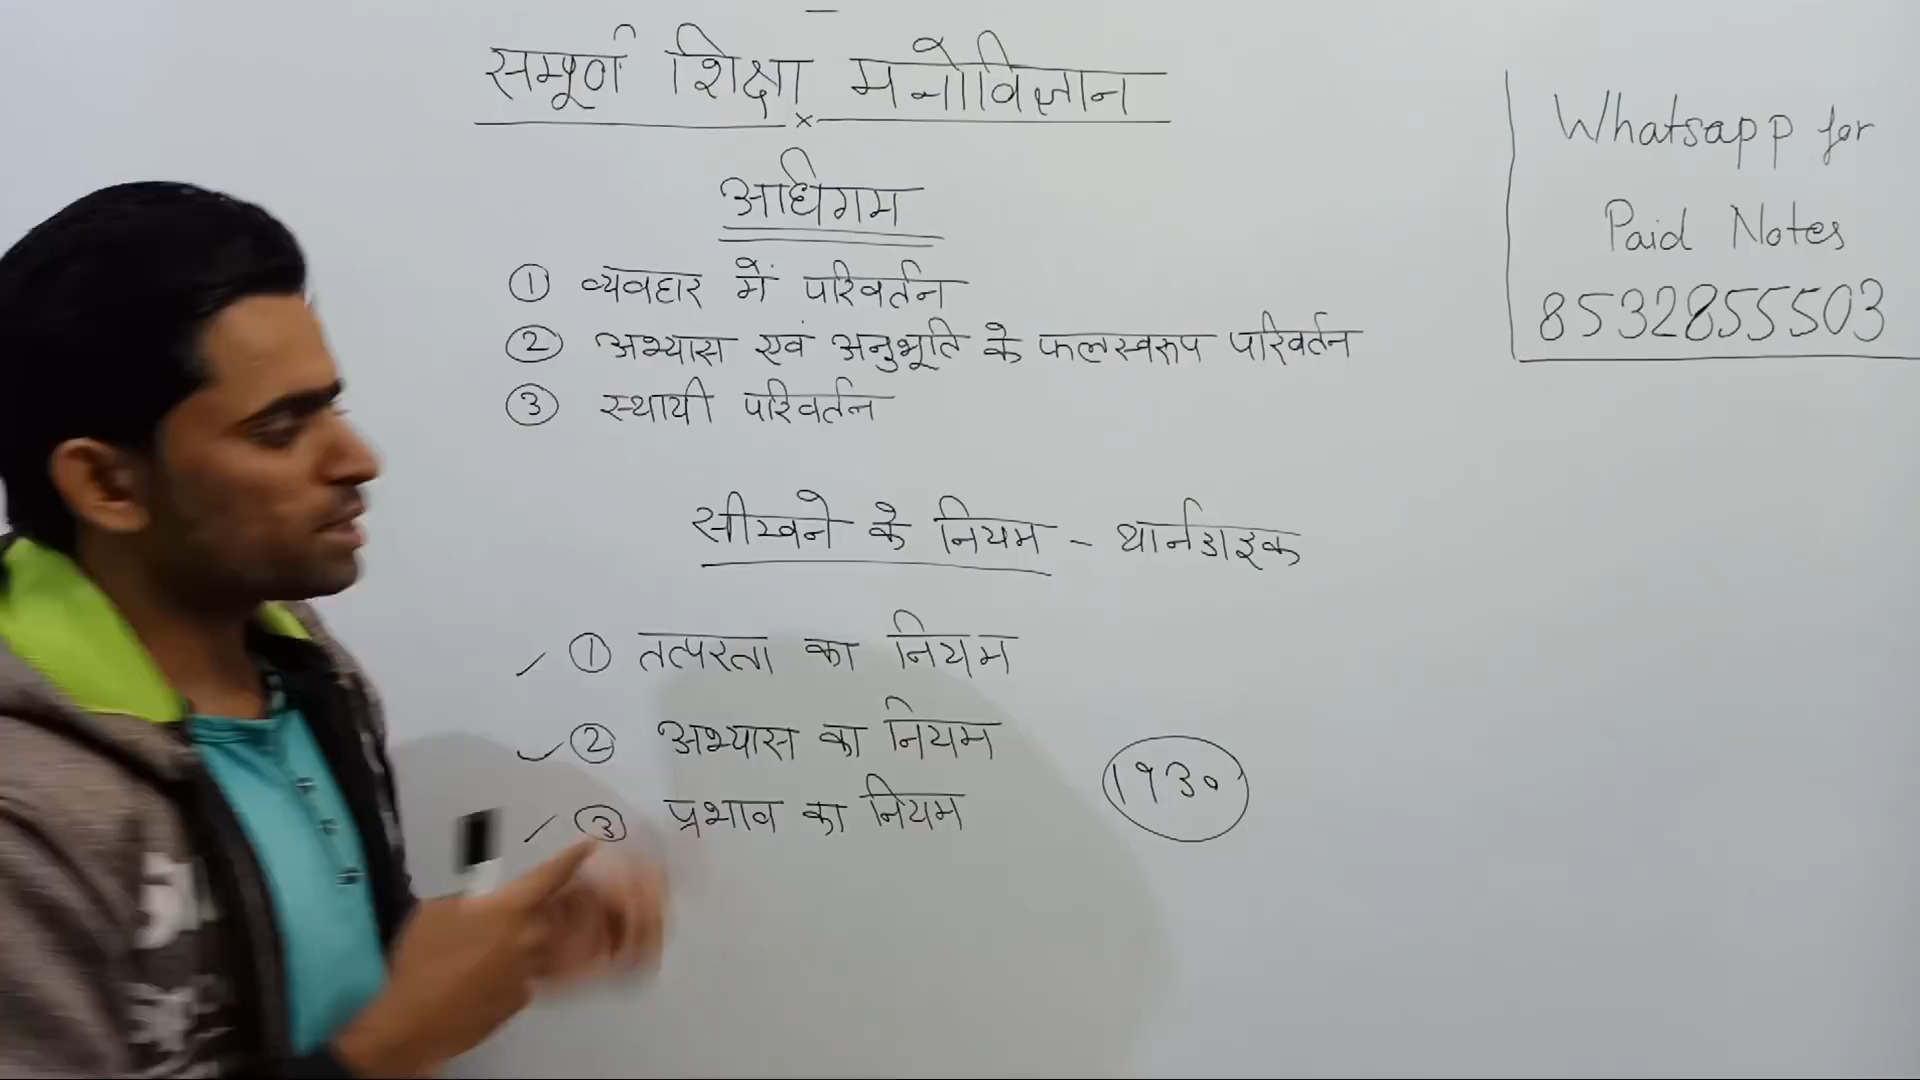 सम्पूर्ण शिक्षा मनोविज्ञान
अधिगम
① व्यवहार में परिवर्तन
② अभ्यास एवं अनुभूति के फलस्वरूप परिवर्तन
③ स्थायी परिवर्तन
सीखने के नियम - थार्नडाइक
① तत्परता का नियम
② अभ्यास का नियम
③ प्रभाव का नियम
1930
Whatsapp for
Paid Notes
8532855503